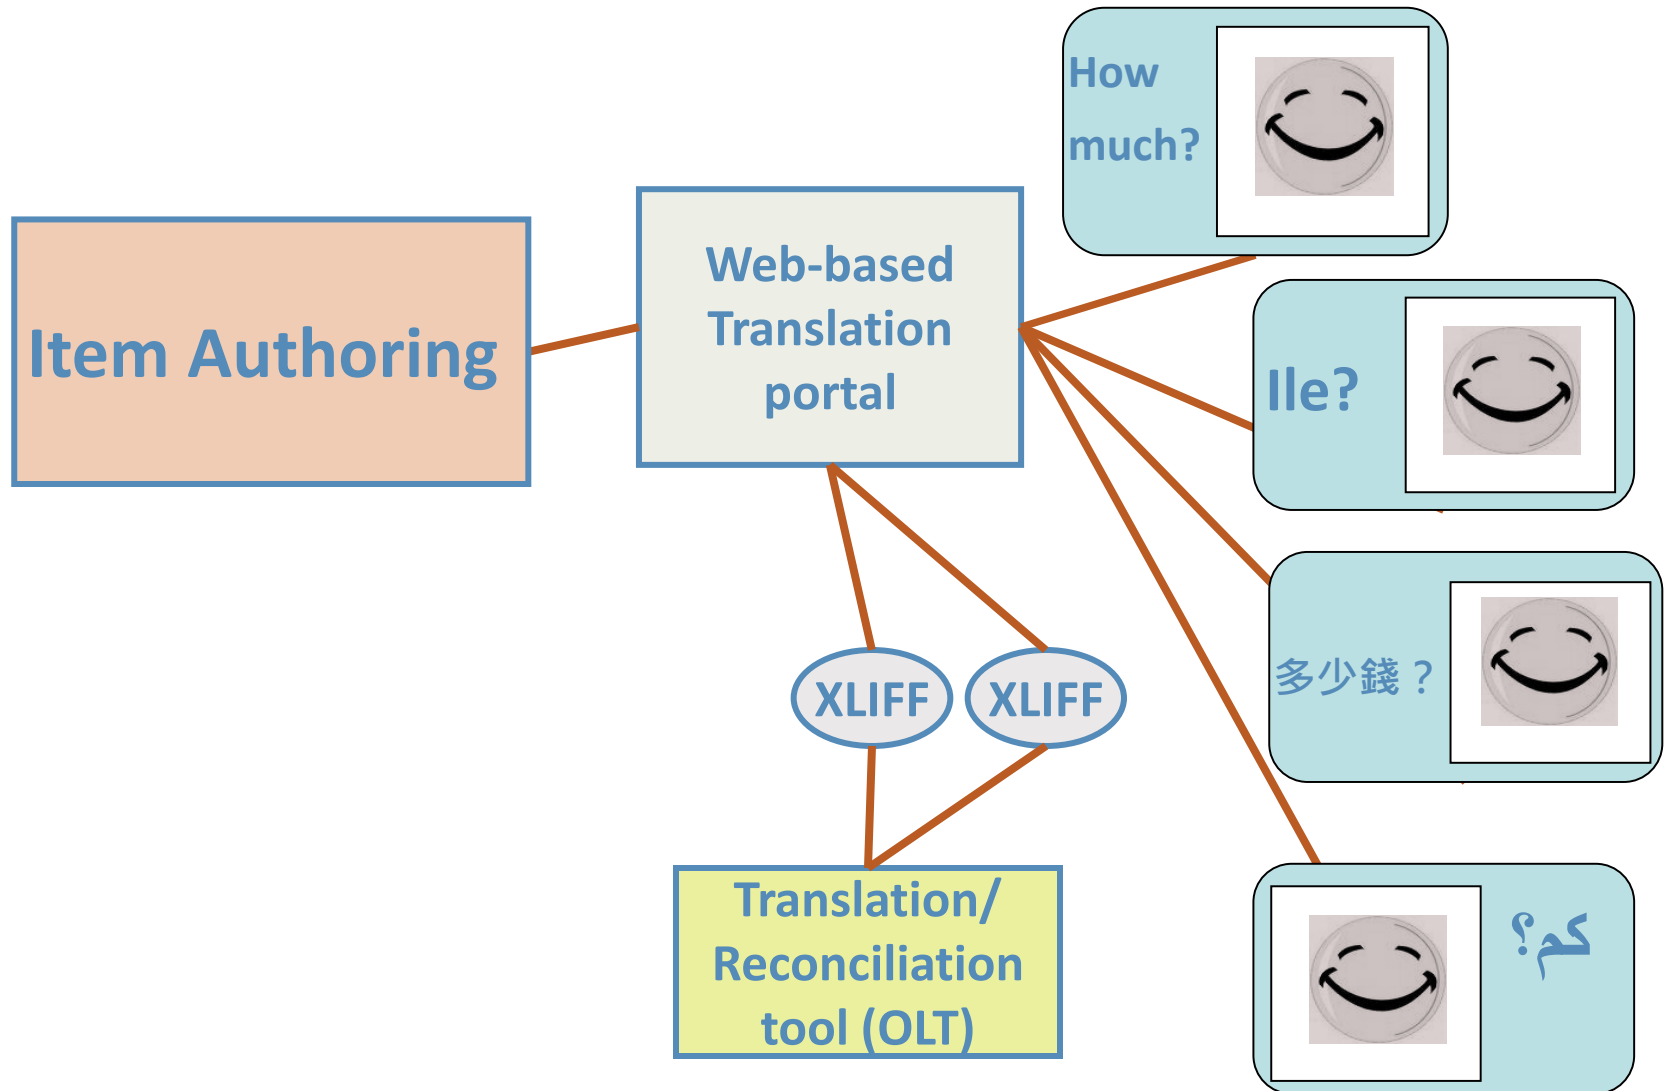 Item Authoring
Web-based
Translation
portal
How
much?
Ile?
多少錢？
كم؟
XLIFF
XLIFF
Translation/
Reconciliation
tool (OLT)